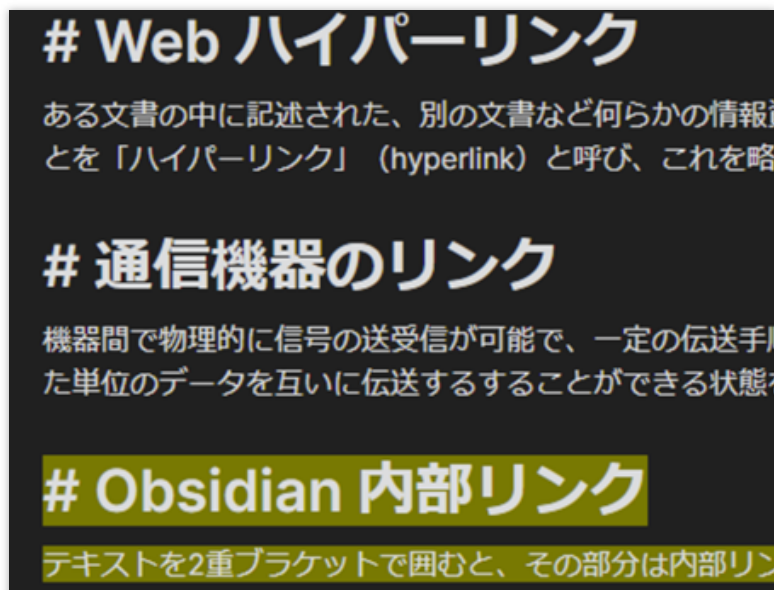 # Web ハイパーリンク
ある文書の中に記述された、別の文書など何らかの情報
とを「ハイパーリンク」（hyperlink）と呼び、これを略
# 通信機器のリンク
機器間で物理的に信号の送受信が可能で、一定の伝送手
た単位のデータを互いに伝送するすることができる状態
# Obsidian 内部リンク
テキストを2重ブラケットで囲むと、その部分は内部リン